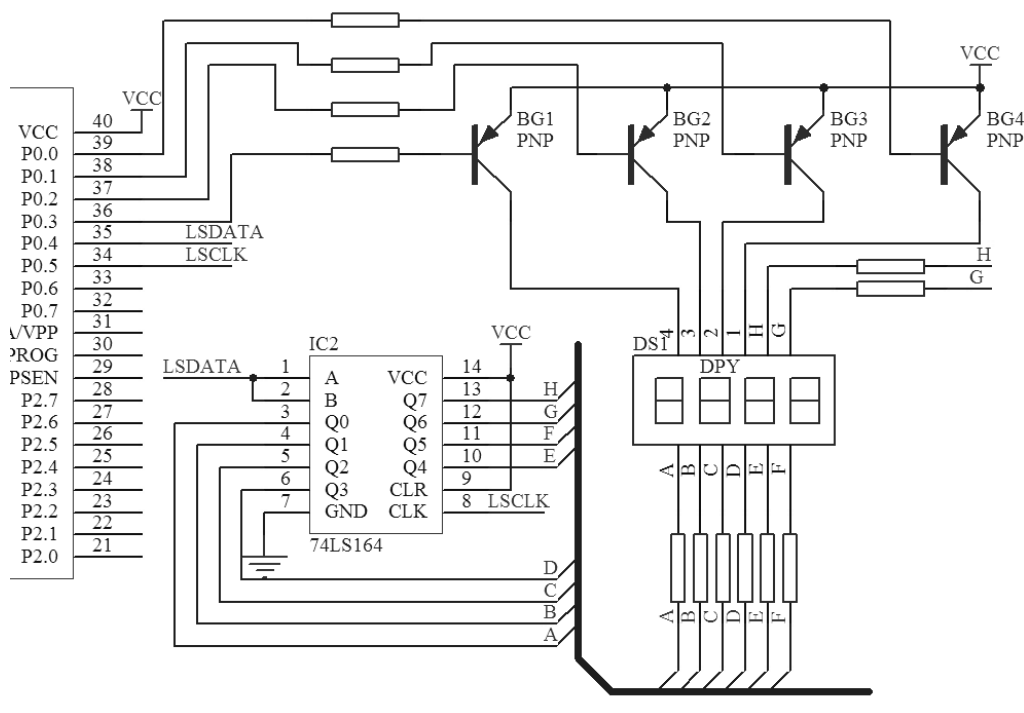 VCC
VCC
BG1
PNP
BG2
PNP
BG3
PNP
BG4
PNP
VCC 40
P0.0 39
P0.1 38
P0.2 37
P0.3 36
P0.4 35 LSDATA
P0.5 34 LSCLK
P0.6 33
P0.7 32
A/VPP 31
PROG 30
PSEN 29
P2.7 28
P2.6 27
P2.5 26
P2.4 25
P2.3 24
P2.2 23
P2.1 22
P2.0 21
H
G
4 3 2 1 H G
DS1
DPY
A B C D E F
A B C D E F
IC2
VCC
LSDATA 1 A VCC 14
2 B Q7 13 H
3 Q0 Q6 12 G
4 Q1 Q5 11 F
5 Q2 Q4 10 E
6 Q3 CLR 9
7 GND CLK 8 LSCLK
74LS164
D
C
B
A